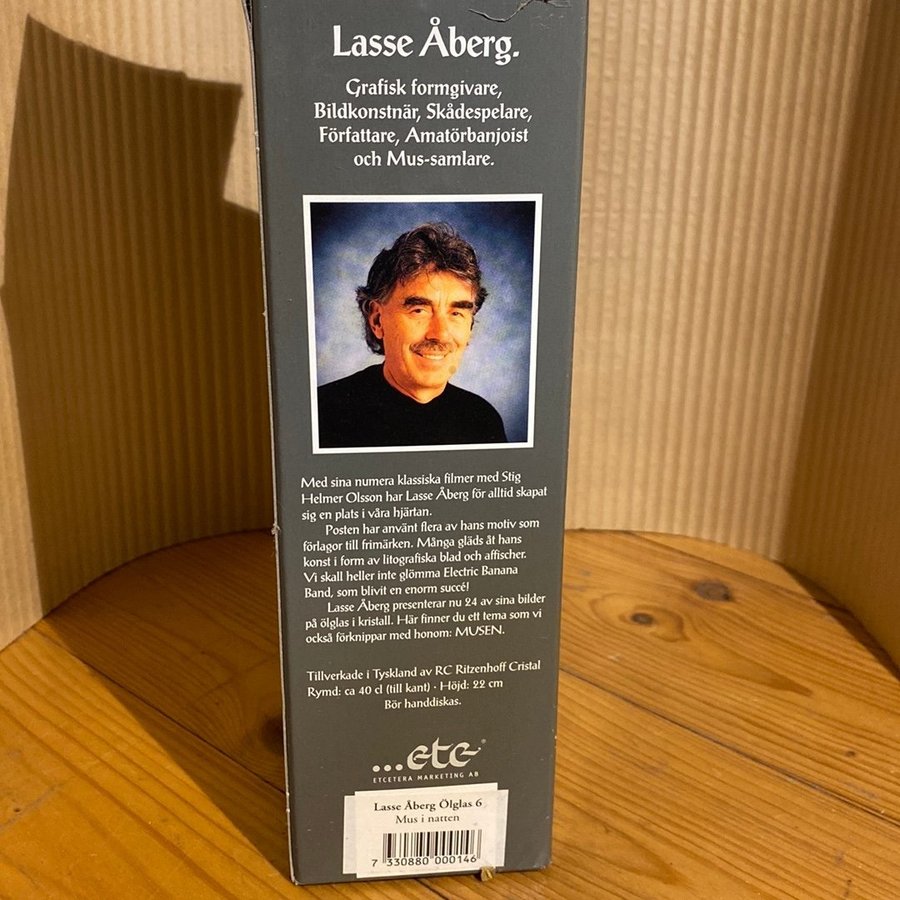 Lasse Åberg.
Grafisk formgivare,
Bildkonstnär, Skådespelare,
Författare, Amatörbanjoist
och Mus-samlare.
Med sina numera klassiska filmer med Stig
Helmer Olsson har Lasse Åberg för alltid skapat
sig en plats i våra hjärtan.
Posten har använt flera av hans motiv som
förlagor till frimärken. Många gläds åt hans
konst i form av litografiska blad och affischer.
Vi skall heller inte glömma Electric Banana
Band, som blivit en enorm succé!
Lasse Åberg presenterar nu 24 av sina bilder
på ölglas i kristall. Här finner du ett tema som vi
också förknippar med honom: MUSEN.
Tillverkade i Tyskland av RC Ritzenhoff Cristal
Rymd: ca 40 cl (till kant) · Höjd: 22 cm
Bör handdiskas.
...etc®
ETCETERA MARKETING AB
Lasse Åberg Ölglas 6
Mus i natten
7 330880 000146